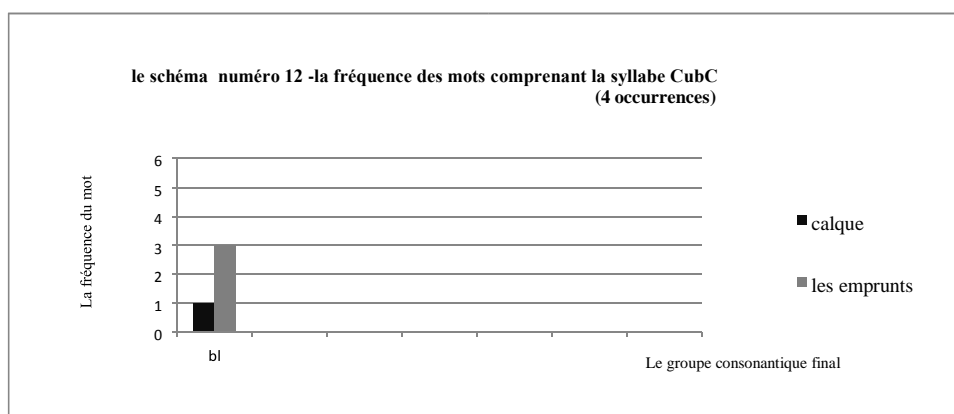 le schéma numéro 12 -la fréquence des mots comprenant la syllabe CubC
(4 occurrences)
La fréquence du mot
6
5
4
3
2
1
0
bl
calque
les emprunts
Le groupe consonantique final